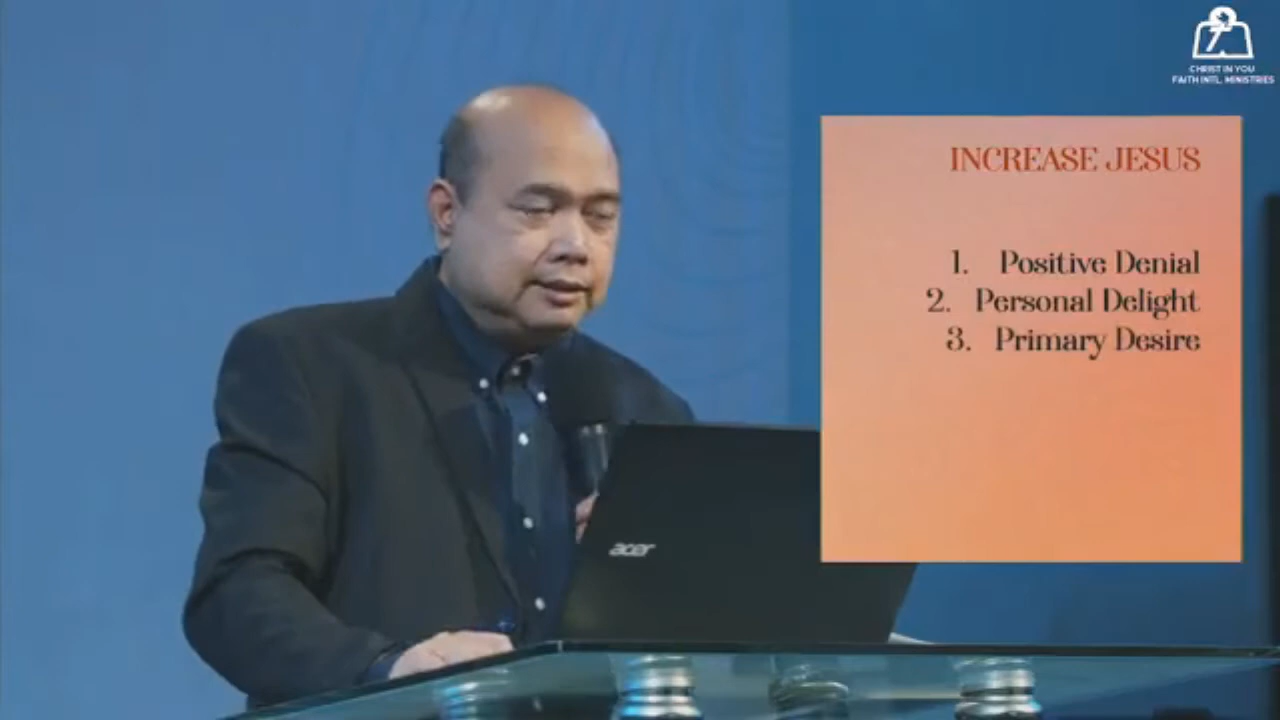 CHRIST IN YOU
FAITH INTL. MINISTRIES
INCREASE JESUS
1. Positive Denial
2. Personal Delight
3. Primary Desire
acer